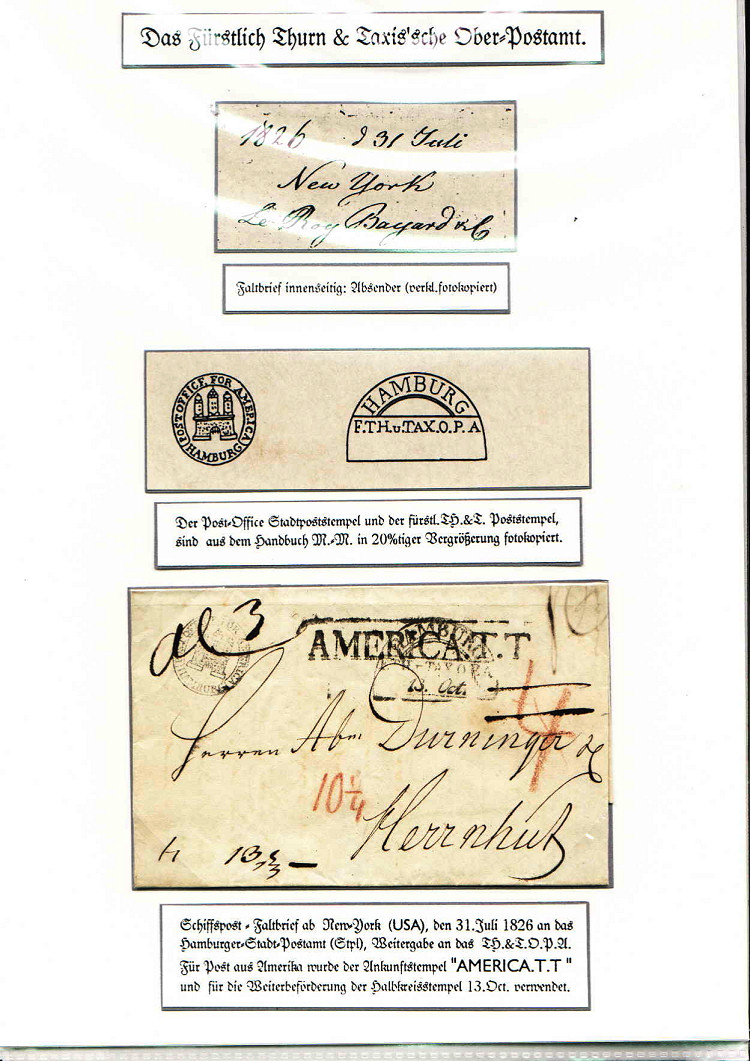 Das Fürstlich Thurn & Taxis'sche Ober-Postamt.
1826 d 31 Juli
New York
Le Roy Bayard & C
Faltbrief innenseitig: Absender (verkl.fotokopiert)
POST OFFICE FOR AMERICA
HAMBURG
HAMBURG
F.TH.u.TAX.O.P.A
Der Post-Office Stadtpoststempel und der fürstl.TH.&T. Poststempel,
sind aus dem Handbuch M.-M. in 20%tiger Vergrößerung fotokopiert.
3
AMERICA.T.T
HAMBURG
13. Oct.
Herren Abm Dürninger
10 1/4
Herrnhut
Schiffspost - Faltbrief ab New-York (USA), den 31.Juli 1826 an das
Hamburger-Stadt-Postamt (Stpl), Weitergabe an das TH.&T.O.P.A.
Für Post aus Amerika wurde der Ankunftstempel "AMERICA.T.T"
und für die Weiterbeförderung der Halbkreisstempel 13.Oct. verwendet.